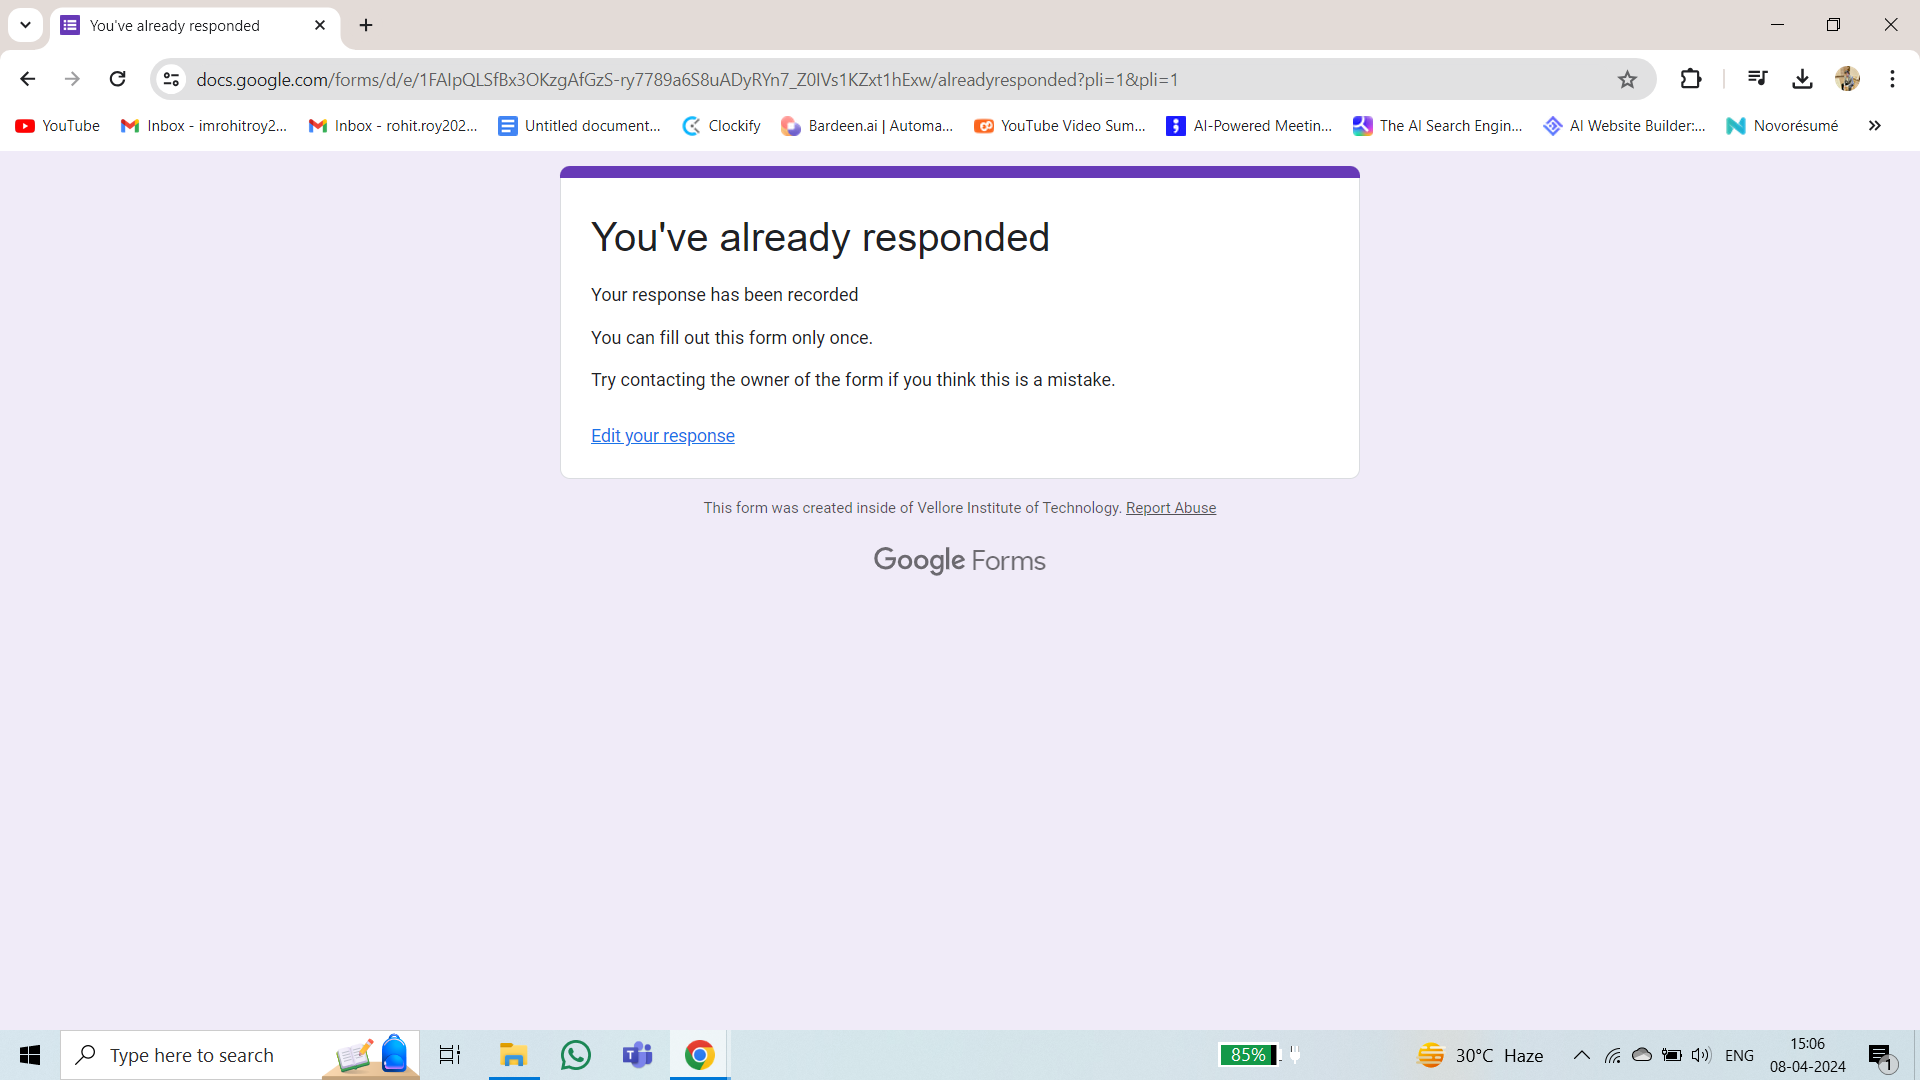 You've already responded
docs.google.com/forms/d/e/1FAIpQLSfBx3OKzgAfGzS-ry7789a6S8uADyRYn7_Z0IVs1KZxt1hExw/alreadyresponded?pli=1&pli=1
YouTube Inbox - imrohitroy2... Inbox - rohit.roy202... Untitled document... Clockify Bardeen.ai | Automa... YouTube Video Sum... AI-Powered Meetin... The AI Search Engin... AI Website Builder:... Novorésumé
You've already responded
Your response has been recorded
You can fill out this form only once.
Try contacting the owner of the form if you think this is a mistake.
Edit your response
This form was created inside of Vellore Institute of Technology. Report Abuse
Google Forms
Type here to search 85% 30°C Haze ENG 15:06
08-04-2024 1